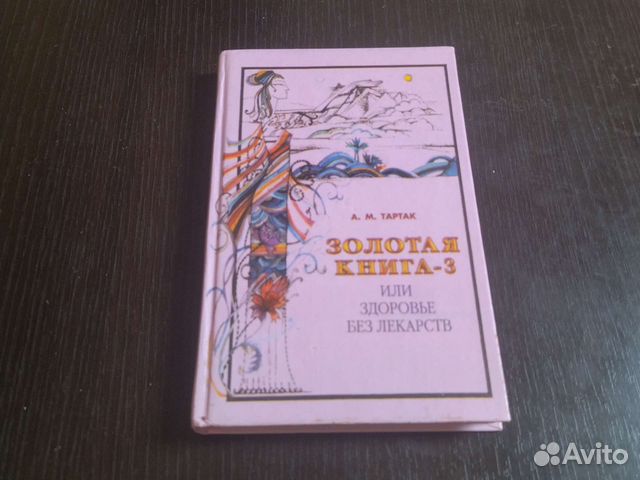 А. М. ТАРТАК
ЗОЛОТАЯ
КНИГА-3
ИЛИ
ЗДОРОВЬЕ
БЕЗ ЛЕКАРСТВ
Avito